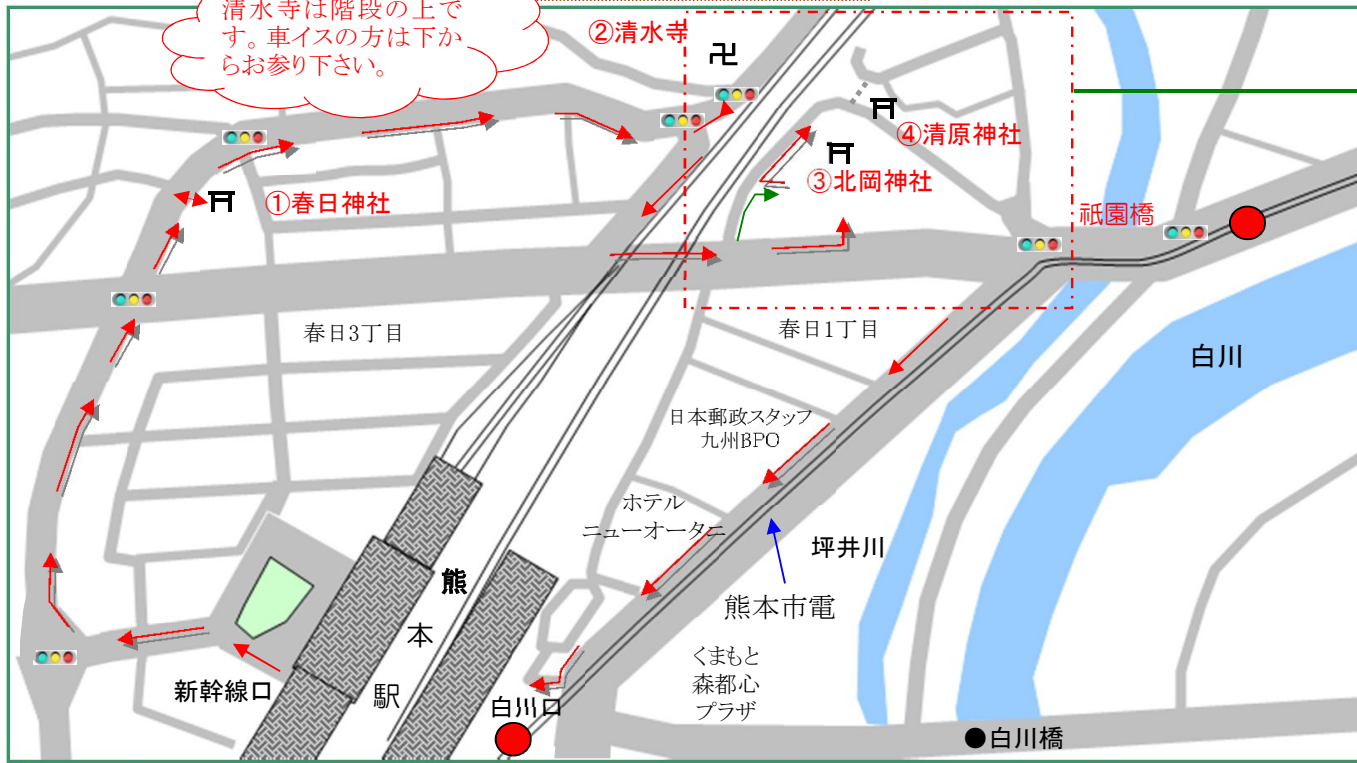 清水寺は階段の上で
す。車イスの方は下か
らお参り下さい。
②清水寺
④清原神社
③北岡神社
①春日神社
祇園橋
春日3丁目
春日1丁目
白川
日本郵政スタッフ
九州BPO
ホテル
ニューオータニ
坪井川
熊本市電
熊
本
駅
くまもと
森都心
プラザ
新幹線口
白川口
●白川橋